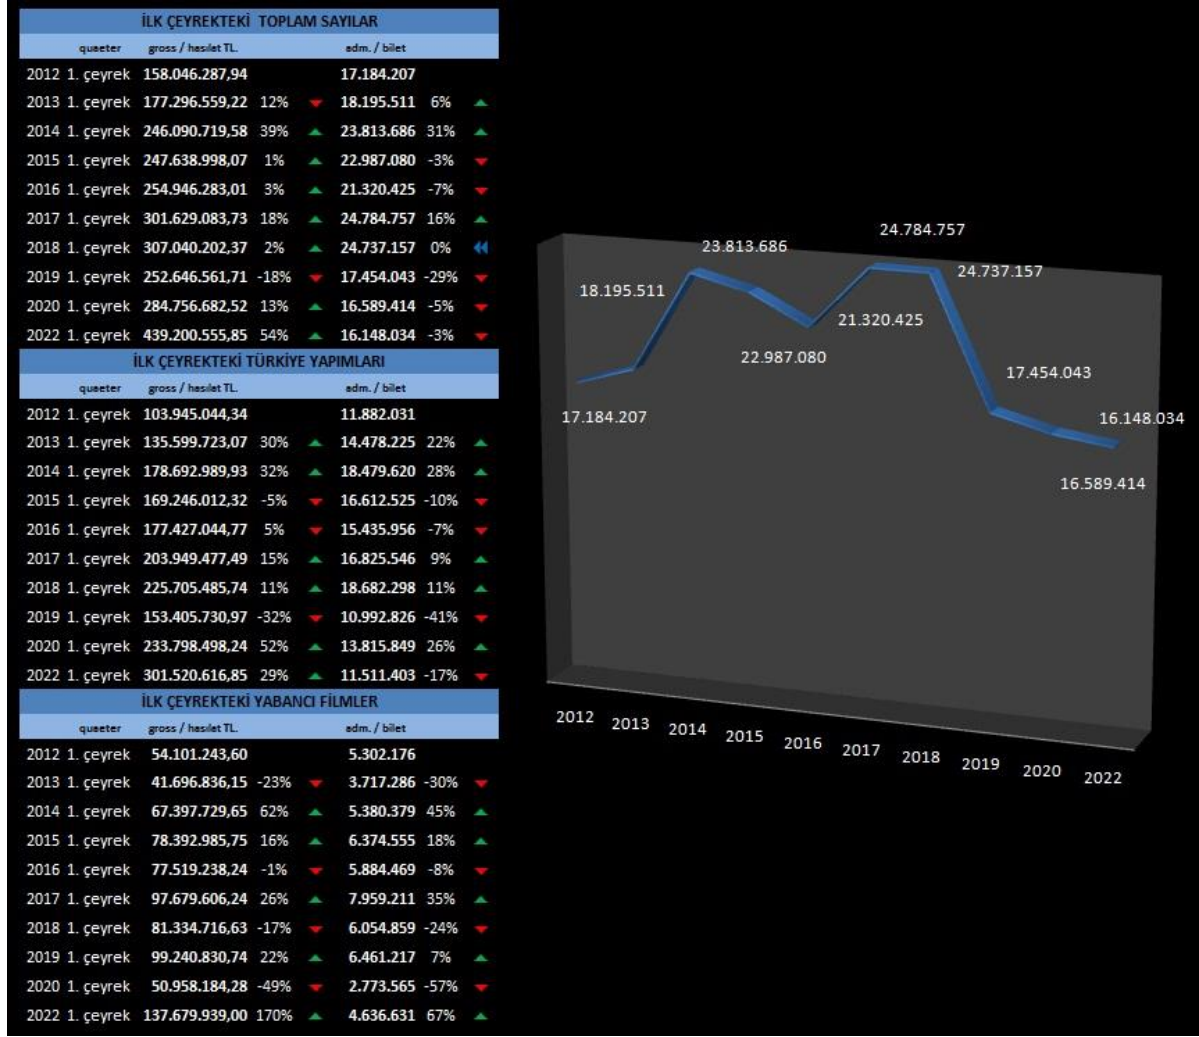 İLK ÇEYREKTEKİ TOPLAM SAYILAR
quaeter gross / hasılat TL. adm. / bilet
2012 1. çeyrek 158.046.287,94 17.184.207
2013 1. çeyrek 177.296.559,22 12% 18.195.511 6%
2014 1. çeyrek 246.090.719,58 39% 23.813.686 31%
2015 1. çeyrek 247.638.998,07 1% 22.987.080 -3%
2016 1. çeyrek 254.946.283,01 3% 21.320.425 -7%
2017 1. çeyrek 301.629.083,73 18% 24.784.757 16%
2018 1. çeyrek 307.040.202,37 2% 24.737.157 0%
2019 1. çeyrek 252.646.561,71 -18% 17.454.043 -29%
2020 1. çeyrek 284.756.682,52 13% 16.589.414 -5%
2022 1. çeyrek 439.200.555,85 54% 16.148.034 -3%
İLK ÇEYREKTEKİ TÜRKİYE YAPIMLARI
quaeter gross / hasılat TL. adm. / bilet
2012 1. çeyrek 103.945.044,34 11.882.031
2013 1. çeyrek 135.599.723,07 30% 14.478.225 22%
2014 1. çeyrek 178.692.989,93 32% 18.479.620 28%
2015 1. çeyrek 169.246.012,32 -5% 16.612.525 -10%
2016 1. çeyrek 177.427.044,77 5% 15.435.956 -7%
2017 1. çeyrek 203.949.477,49 15% 16.825.546 9%
2018 1. çeyrek 225.705.485,74 11% 18.682.298 11%
2019 1. çeyrek 153.405.730,97 -32% 10.992.826 -41%
2020 1. çeyrek 233.798.498,24 52% 13.815.849 26%
2022 1. çeyrek 301.520.616,85 29% 11.511.403 -17%
İLK ÇEYREKTEKİ YABANCI FİLMLER
quaeter gross / hasılat TL. adm. / bilet
2012 1. çeyrek 54.101.243,60 5.302.176
2013 1. çeyrek 41.696.836,15 -23% 3.717.286 -30%
2014 1. çeyrek 67.397.729,65 62% 5.380.379 45%
2015 1. çeyrek 78.392.985,75 16% 6.374.555 18%
2016 1. çeyrek 77.519.238,24 -1% 5.884.469 -8%
2017 1. çeyrek 97.679.606,24 26% 7.959.211 35%
2018 1. çeyrek 81.334.716,63 -17% 6.054.859 -24%
2019 1. çeyrek 99.240.830,74 22% 6.461.217 7%
2020 1. çeyrek 50.958.184,28 -49% 2.773.565 -57%
2022 1. çeyrek 137.679.939,00 170% 4.636.631 67%
24.784.757
23.813.686
24.737.157
18.195.511
21.320.425
22.987.080
17.454.043
17.184.207
16.148.034
16.589.414
2012 2013 2014 2015 2016 2017 2018 2019 2020 2022